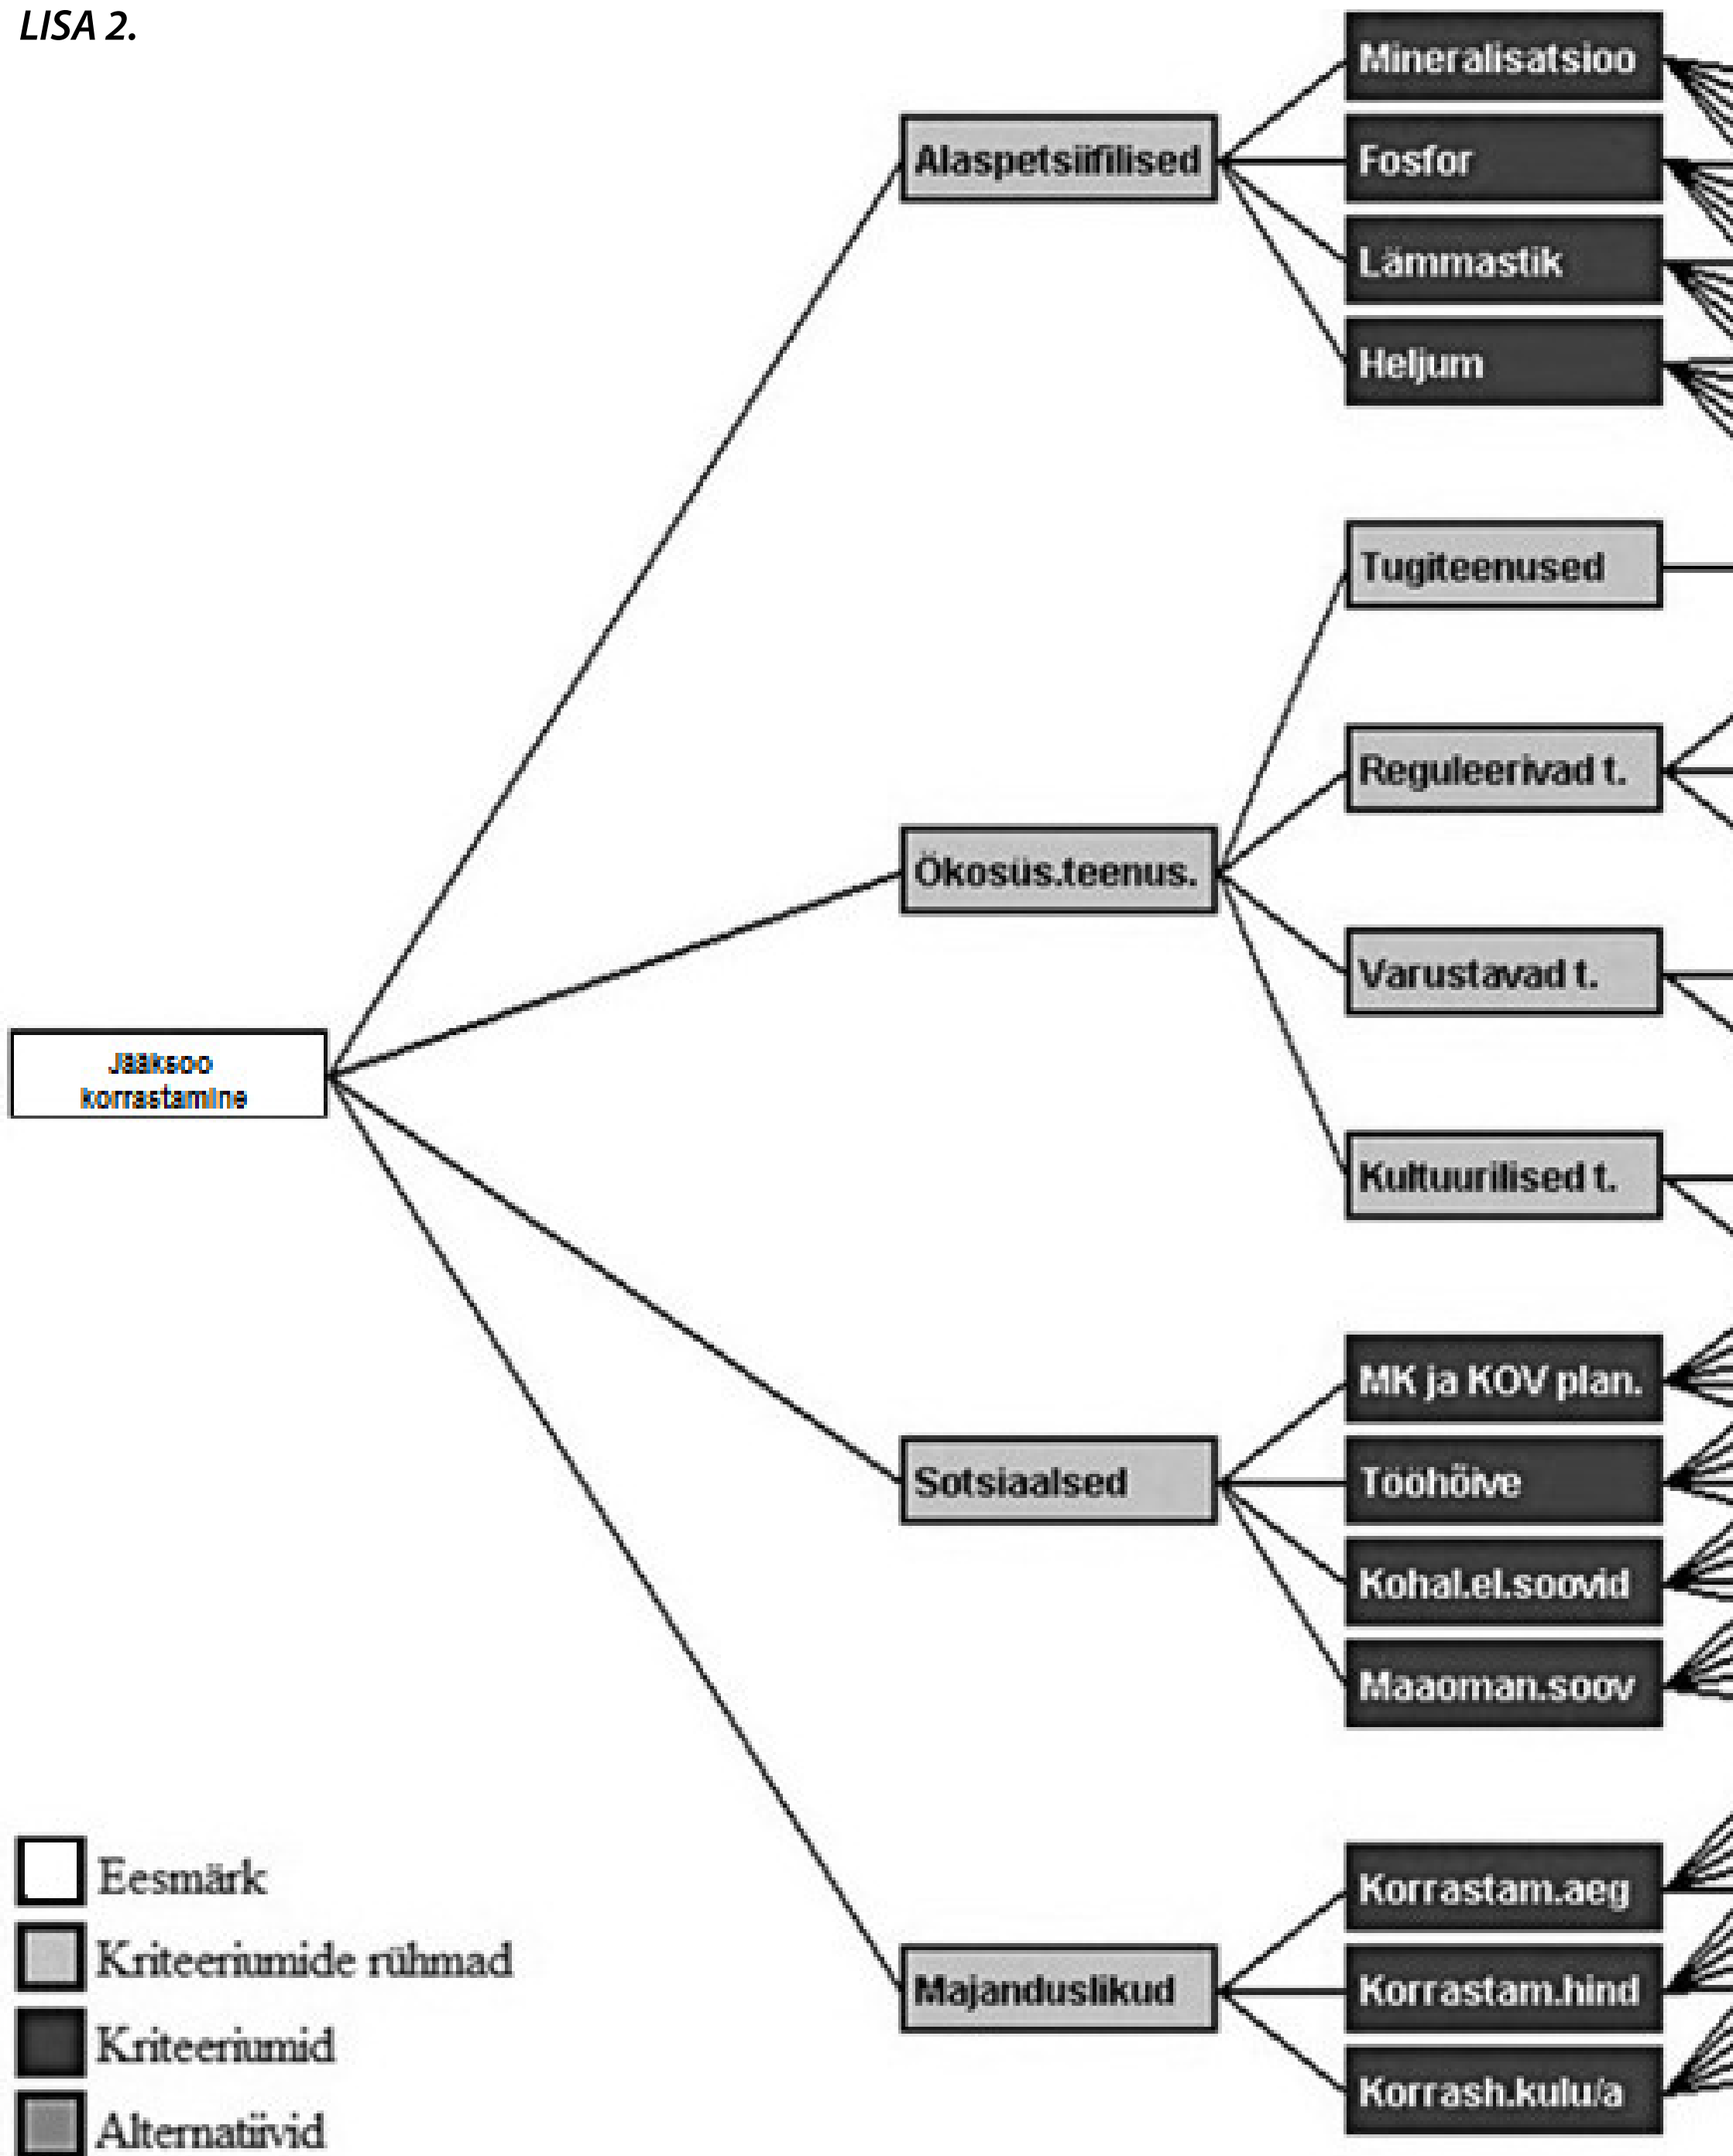 LISA 2.
Mineralisatsioo
Alaspetsiifilised
Fosfor
Lämmastik
Heljum
Tugiteenused
Reguleerivad t.
Ökosüs.teenus.
Varustavad t.
Jääksoo
korrastamine
Kultuurilised t.
MK ja KOV plan.
Sotsiaalsed
Tööhõive
Kohal.el.soovid
Maaoman.soov
Korrastam.aeg
Majanduslikud
Korrastam.hind
Korrash.kulu/a
Eesmärk
Kriteeriumide rühmad
Kriteeriumid
Alternatiivid